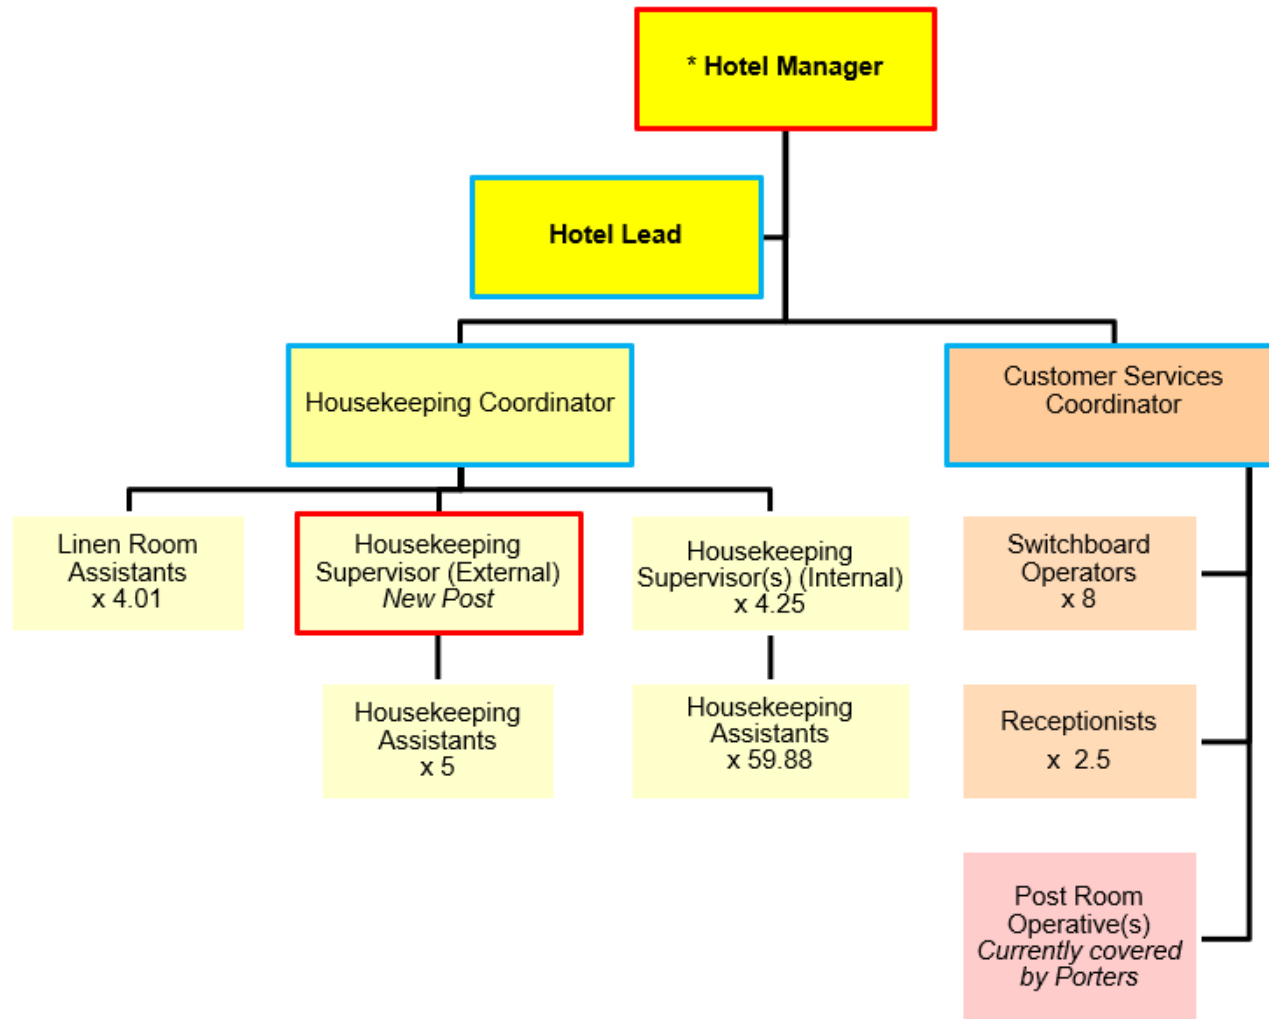 * Hotel Manager
Hotel Lead
Housekeeping Coordinator
Customer Services
Coordinator
Linen Room
Assistants
x 4.01
Housekeeping
Supervisor (External)
New Post
Housekeeping
Supervisor(s) (Internal)
x 4.25
Switchboard
Operators
x 8
Housekeeping
Assistants
x 5
Housekeeping
Assistants
x 59.88
Receptionists
x 2.5
Post Room
Operative(s)
Currently covered
by Porters